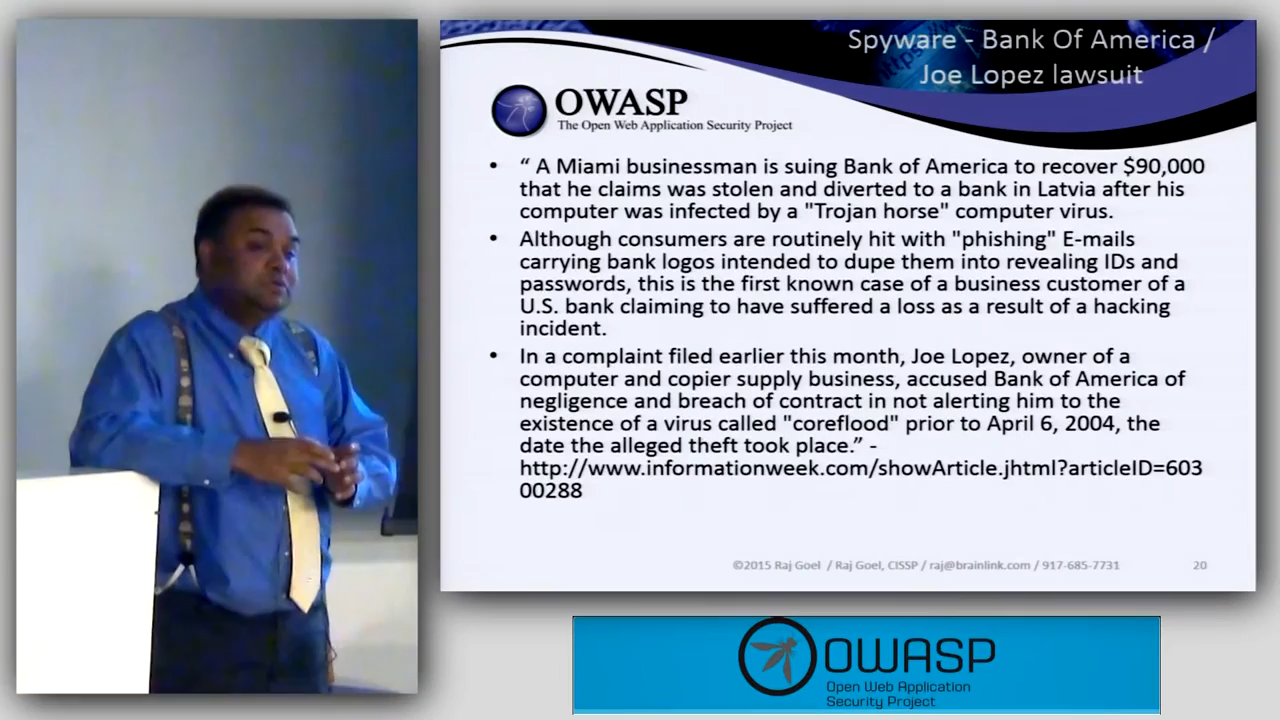 Spyware - Bank Of America /
Joe Lopez lawsuit
OWASP
The Open Web Application Security Project
• “ A Miami businessman is suing Bank of America to recover $90,000
that he claims was stolen and diverted to a bank in Latvia after his
computer was infected by a "Trojan horse" computer virus.
• Although consumers are routinely hit with "phishing" E-mails
carrying bank logos intended to dupe them into revealing IDs and
passwords, this is the first known case of a business customer of a
U.S. bank claiming to have suffered a loss as a result of a hacking
incident.
• In a complaint filed earlier this month, Joe Lopez, owner of a
computer and copier supply business, accused Bank of America of
negligence and breach of contract in not alerting him to the
existence of a virus called "coreflood" prior to April 6, 2004, the
date the alleged theft took place.” -
http://www.informationweek.com/showArticle.jhtml?articleID=603
00288
©2015 Raj Goel / Raj Goel, CISSP / raj@brainlink.com / 917-685-7731
20
OWASP
Open Web Application
Security Project